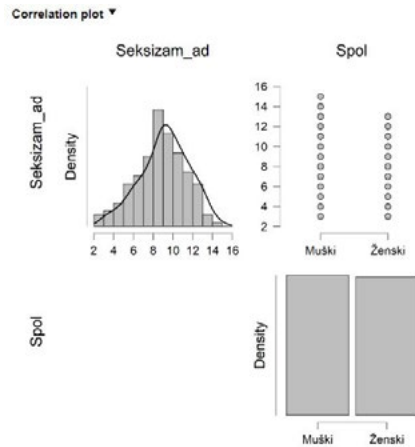 Correlation plot ▼
Seksizam_ad
Spol
Seksizam_ad
Density
2 4 6 8 10 12 14 16
16
14
12
10
8
6
4
2
Muški Ženski
Spol
Density
Muški Ženski